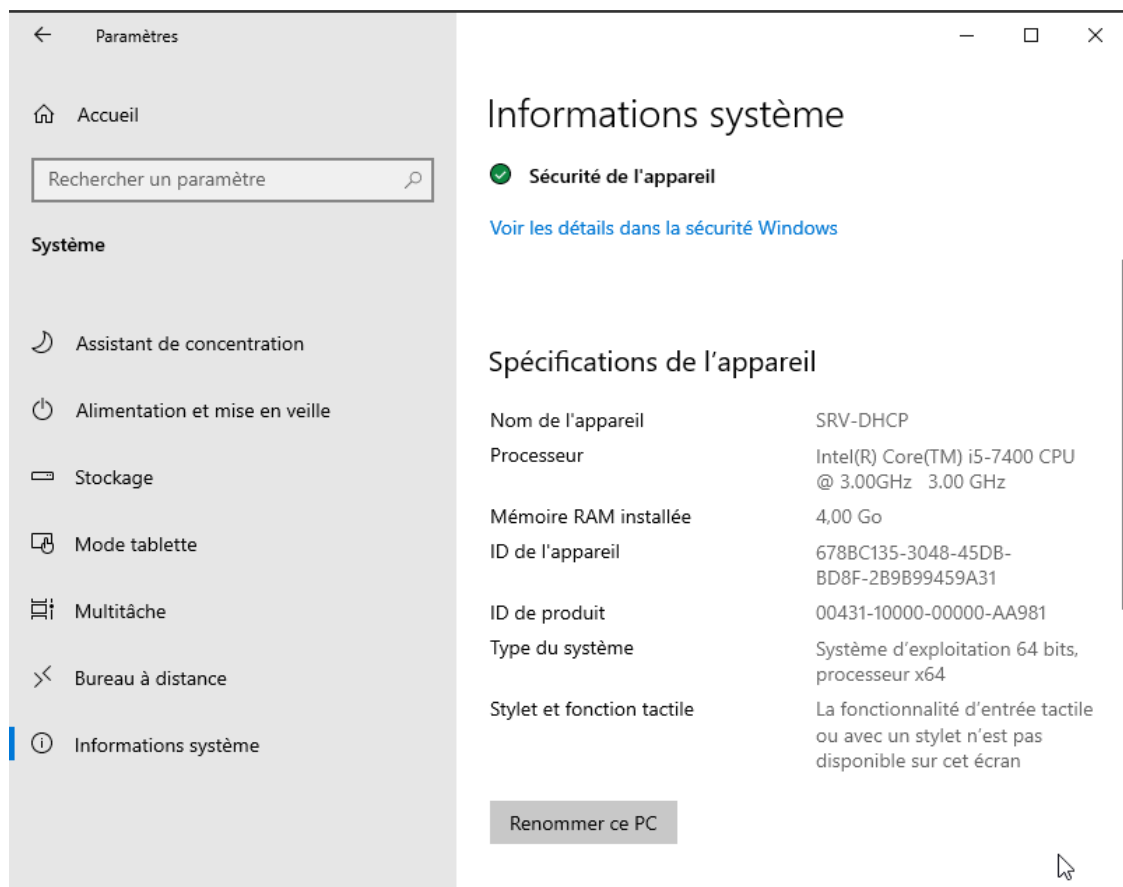 Paramètres
Accueil
Rechercher un paramètre
Système
Assistant de concentration
Alimentation et mise en veille
Stockage
Mode tablette
Multitâche
Bureau à distance
Informations système
Informations système
Sécurité de l'appareil
Voir les détails dans la sécurité Windows
Spécifications de l’appareil
Nom de l'appareil SRV-DHCP
Processeur Intel(R) Core(TM) i5-7400 CPU
@ 3.00GHz 3.00 GHz
Mémoire RAM installée 4,00 Go
ID de l'appareil 678BC135-3048-45DB-
BD8F-2B9B99459A31
ID de produit 00431-10000-00000-AA981
Type du système Système d’exploitation 64 bits,
processeur x64
Stylet et fonction tactile La fonctionnalité d’entrée tactile
ou avec un stylet n’est pas
disponible sur cet écran
Renommer ce PC